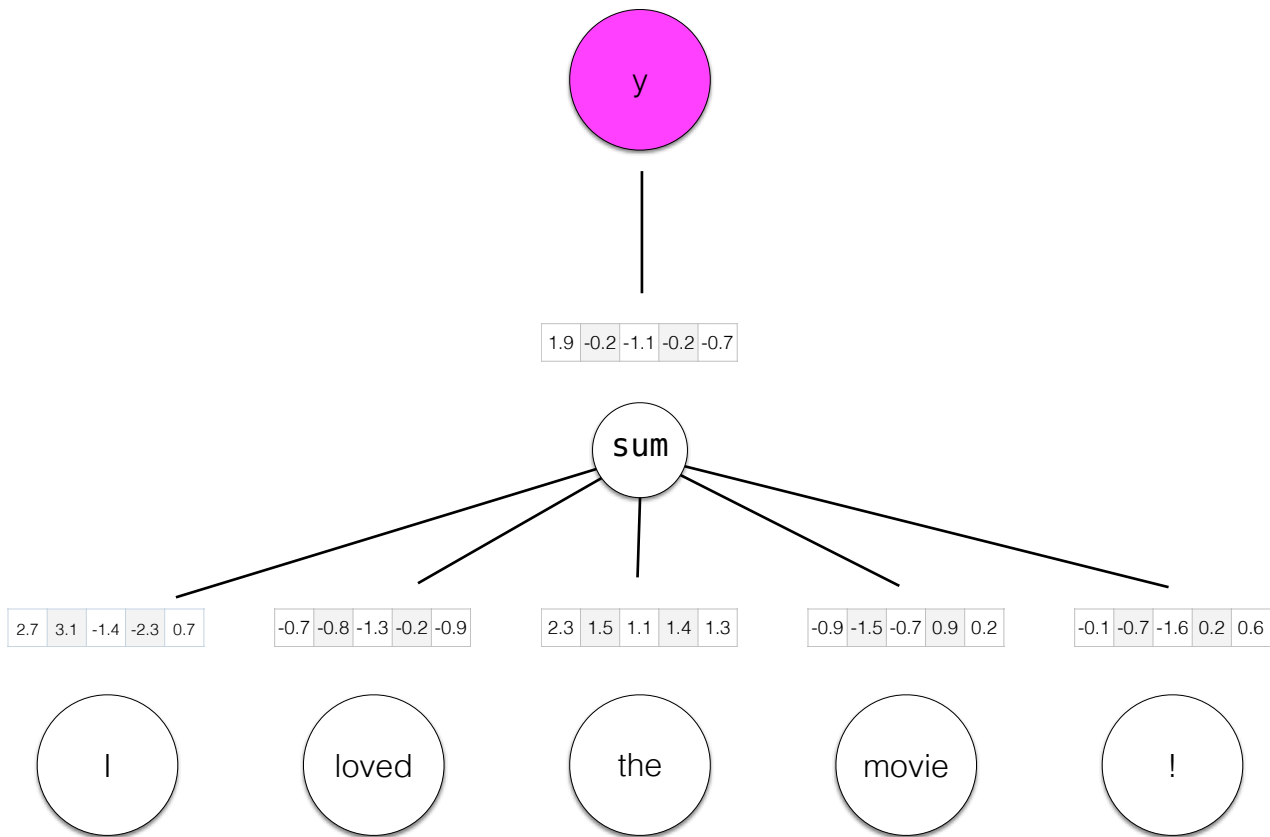 y
1.9 -0.2 -1.1 -0.2 -0.7
sum
2.7 3.1 -1.4 -2.3 0.7 -0.7 -0.8 -1.3 -0.2 -0.9 2.3 1.5 1.1 1.4 1.3 -0.9 -1.5 -0.7 0.9 0.2 -0.1 -0.7 -1.6 0.2 0.6
I loved the movie !